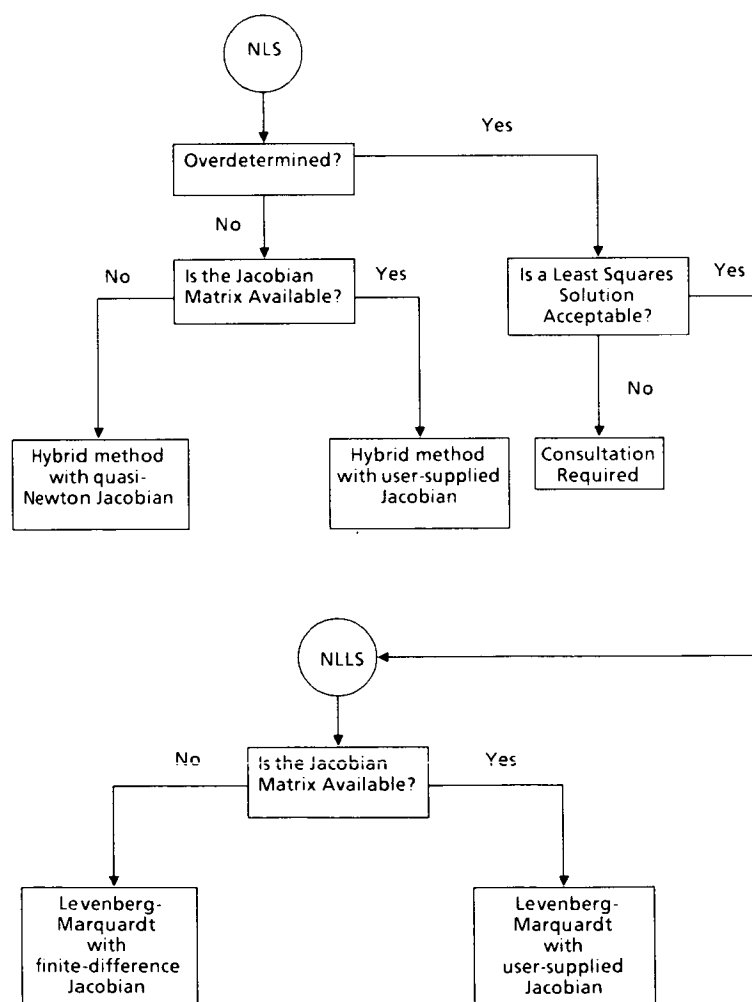 NLS
Yes
Overdetermined?
No
No
Is the Jacobian
Matrix Available?
Yes
Is a Least Squares
Solution
Acceptable?
Yes
No
Hybrid method
with quasi-
Newton Jacobian
Hybrid method
with user-supplied
Jacobian
Consultation
Required
NLLS
No
Is the Jacobian
Matrix Available?
Yes
Levenberg-
Marquardt
with
finite-difference
Jacobian
Levenberg-
Marquardt
with
user-supplied
Jacobian